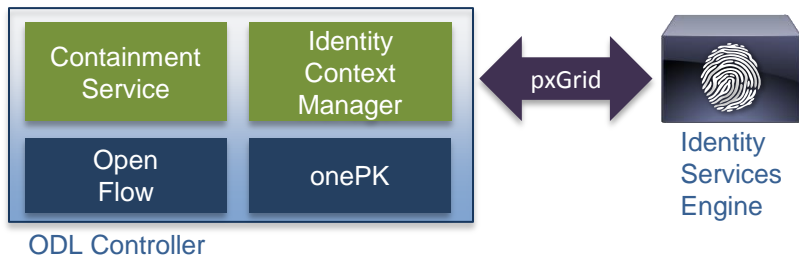 Containment
Service
Identity
Context
Manager
pxGrid
Open
Flow
onePK
Identity
Services
Engine
ODL Controller